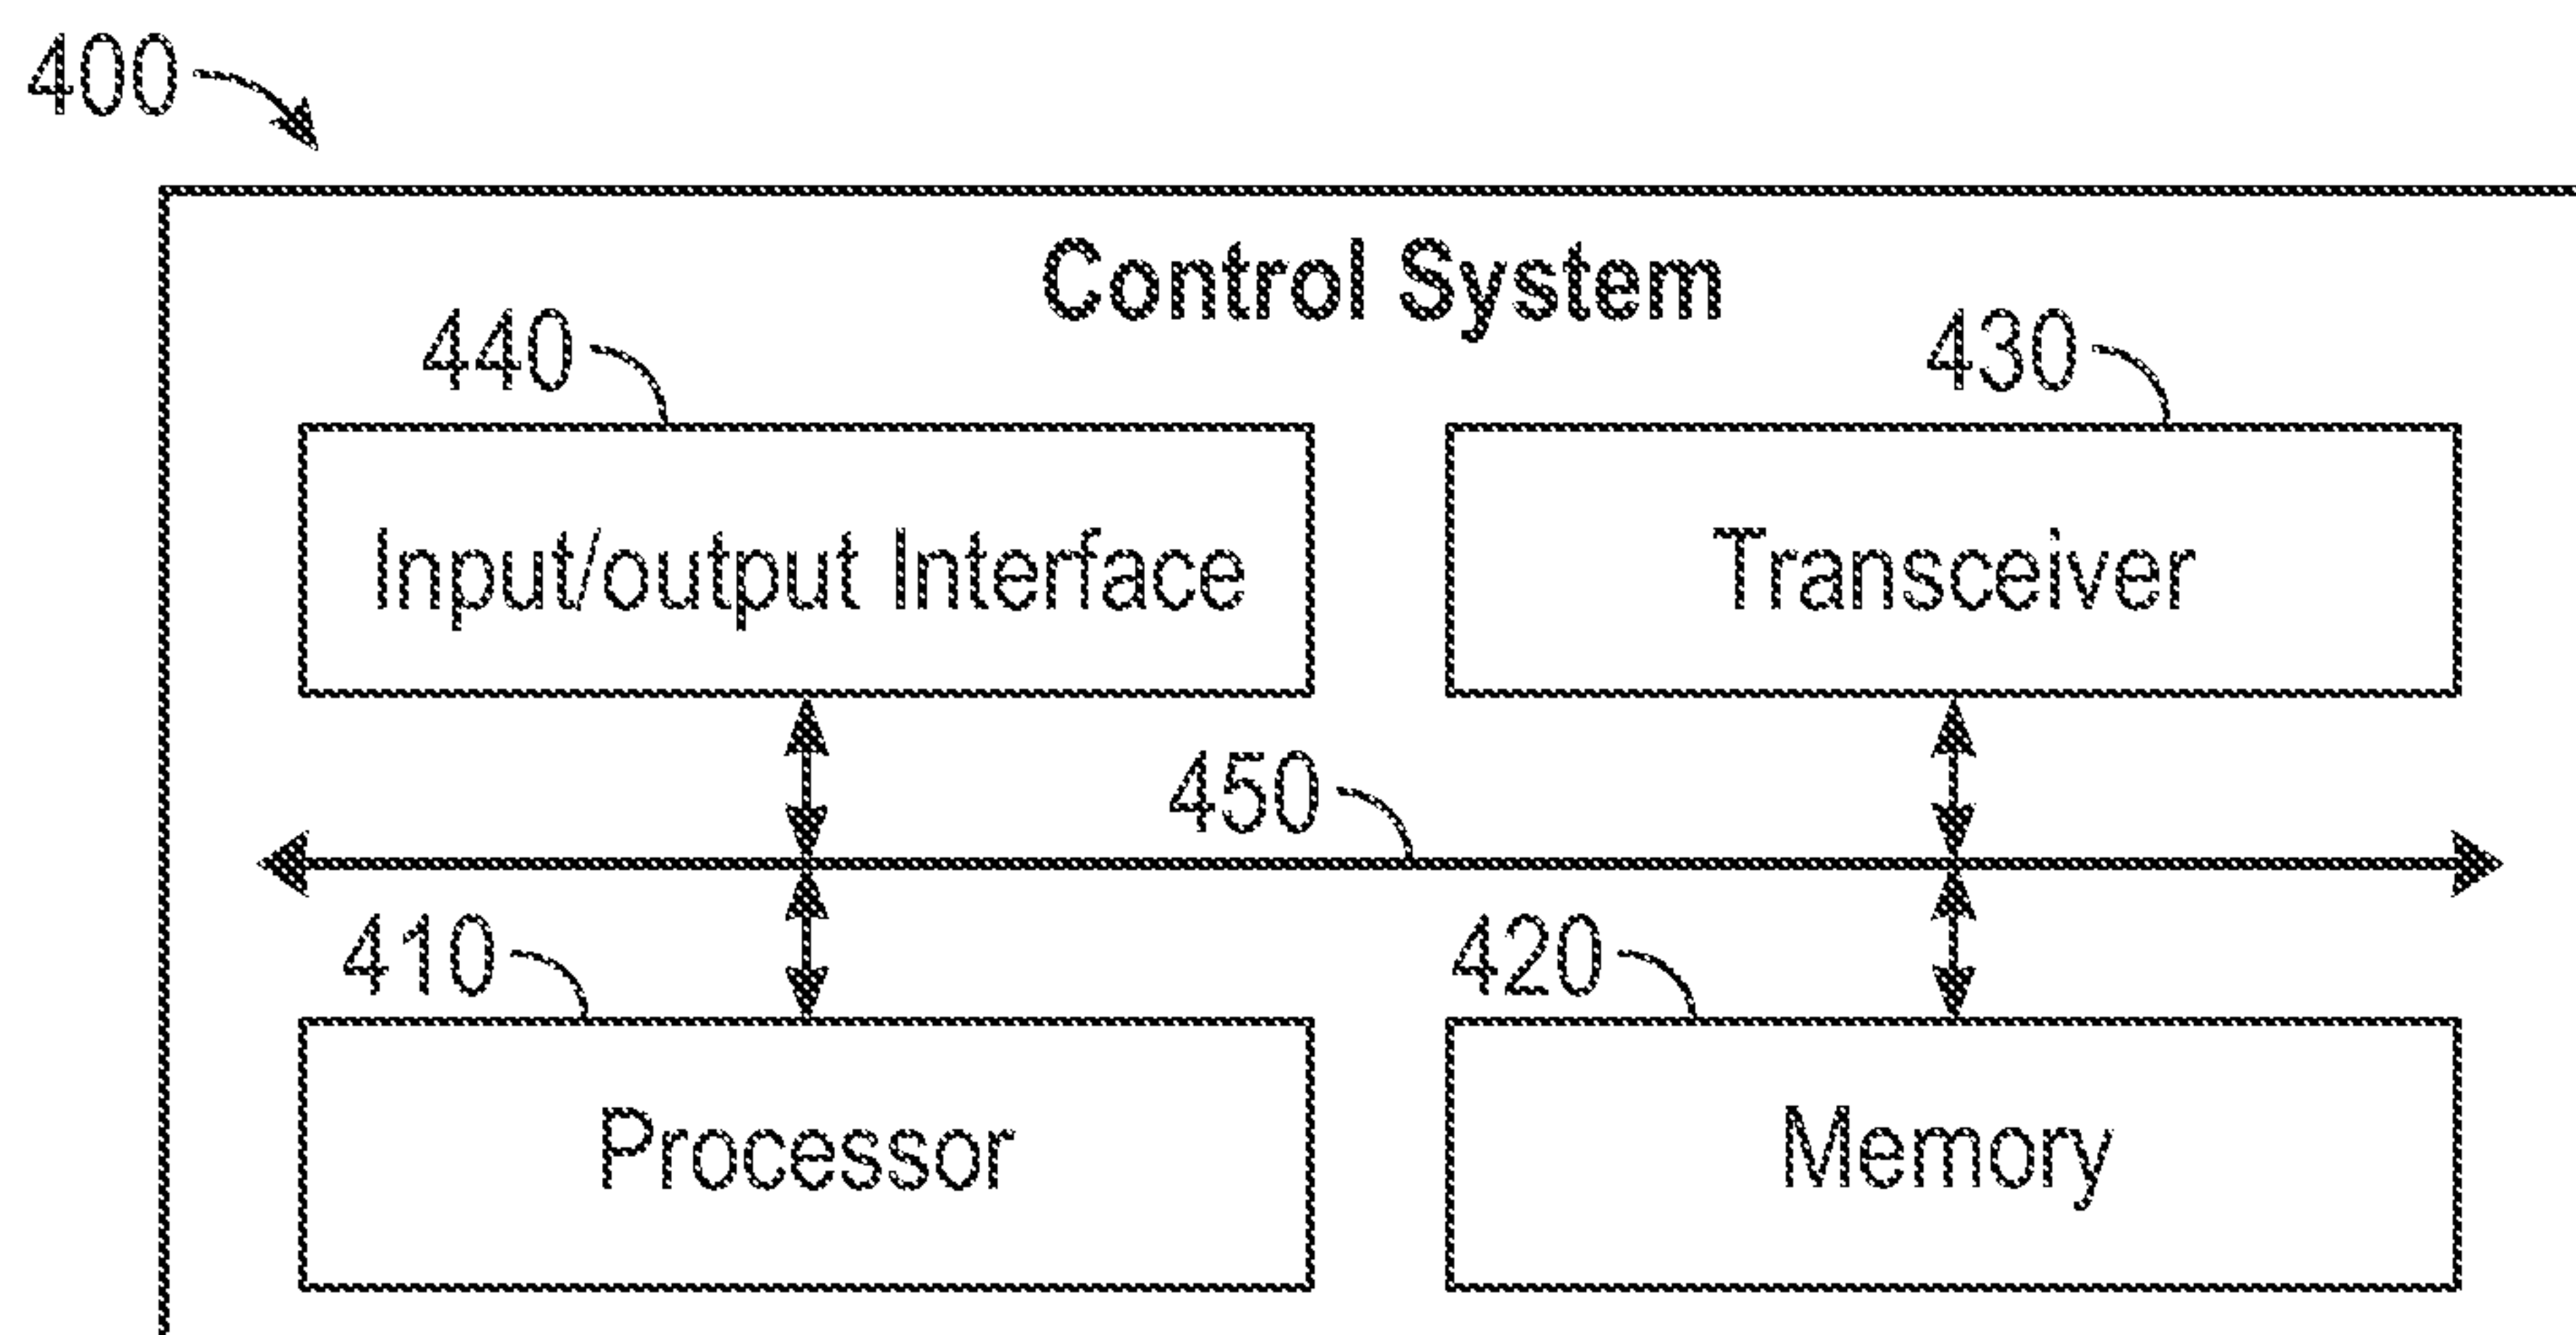 400
Control System
440
430
Input/output Interface
Transceiver
450
410
420
Processor
Memory